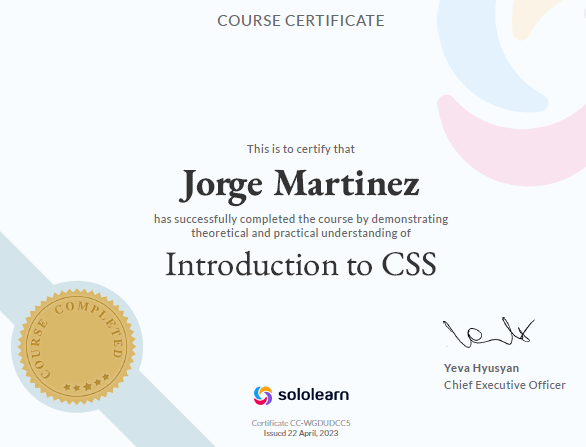 COURSE CERTIFICATE
This is to certify that
Jorge Martinez
has successfully completed the course by demonstrating
theoretical and practical understanding of
Introduction to CSS
COURSE COMPLETED
Yeva Hyusyan
Chief Executive Officer
sololearn
Certificate CC-WGDUDCC5
Issued 22 April, 2023